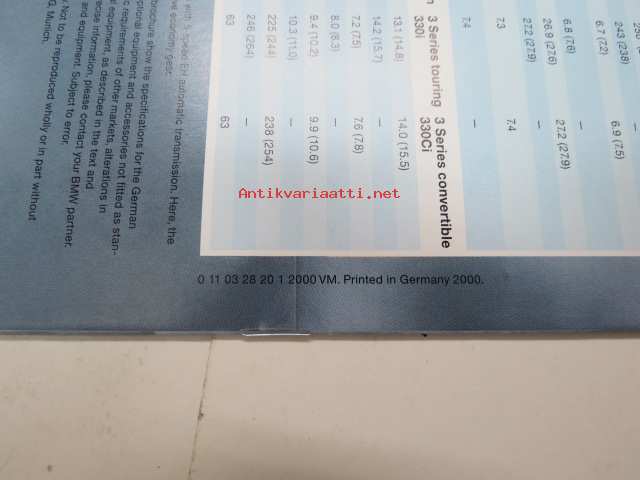 3 Series convertible
330Ci
14.0 (15.5)
–
7.6 (7.8)
–
9.9 (10.6)
–
238 (254)
–
63
3 Series touring
330i
13.1 (14.8)
14.2 (15.7)
7.2 (7.5)
8.0 (8.3)
9.4 (10.2)
10.3 (11.0)
225 (244)
246 (264)
63
6.9 (7.5)
–
27.2 (27.9)
–
7.4
–
6.7 (7.2)
6.8 (7.6)
26.9 (27.6)
27.2 (27.9)
7.3
7.4
243 (238)
with 5-speed EH automatic transmission. Here, the
economy gear.
brochure show the specifications for the German
equipment and accessories not fitted as stan-
requirements of other markets, alterations in
equipment, as described in the text and
information, please contact your BMW partner.
and equipment. Subject to error.
Not to be reproduced wholly or in part without
G, Munich.
0 11 03 28 20 1 2000 VM. Printed in Germany 2000.
Antikvariaatti.net